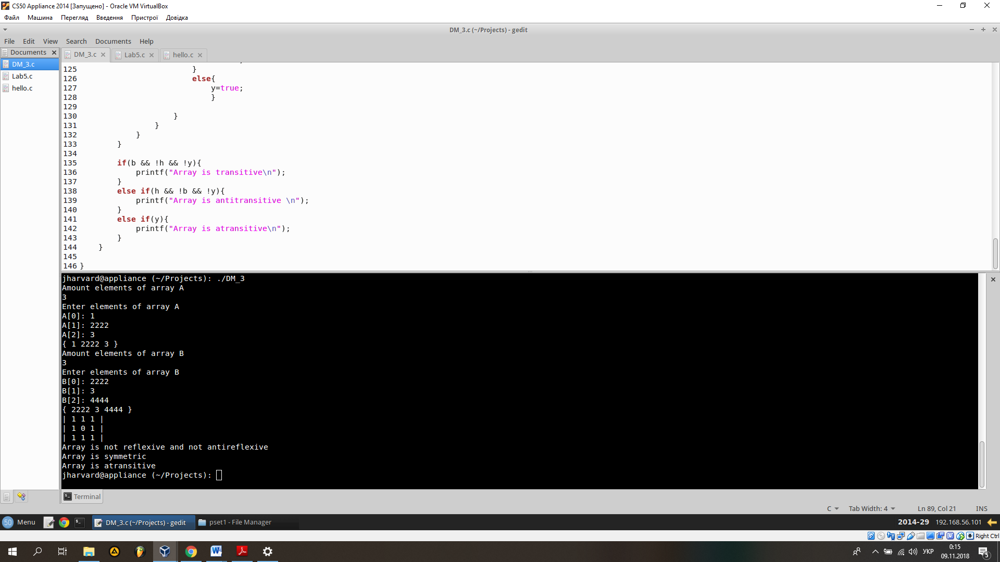 CS50 Appliance 2014 [Запущено] - Oracle VM VirtualBox
Файл Машина Перегляд Введення Пристрої Довідка
DM_3.c (~/Projects) - gedit
File Edit View Search Documents Help
Documents
DM_3.c
Lab5.c
hello.c
DM_3.c Lab5.c hello.c
125 }
126 else{
127 y=true;
128 }
129
130 }
131 }
132 }
133 }
134
135 if(b && !h && !y){
136 printf("Array is transitive\n");
137 }
138 else if(h && !b && !y){
139 printf("Array is antitransitive \n");
140 }
141 else if(y){
142 printf("Array is atransitive\n");
143 }
144 }
145
146 }
jharvard@appliance (~/Projects): ./DM_3
Amount elements of array A
3
Enter elements of array A
A[0]: 1
A[1]: 2222
A[2]: 3
{ 1 2222 3 }
Amount elements of array B
3
Enter elements of array B
B[0]: 2222
B[1]: 3
B[2]: 4444
{ 2222 3 4444 }
| 1 1 1 |
| 1 0 1 |
| 1 1 1 |
Array is not reflexive and not antireflexive
Array is symmetric
Array is atransitive
jharvard@appliance (~/Projects):
Terminal
C Tab Width: 4 Ln 89, Col 21 INS
50 Menu DM_3.c (~/Projects) - gedit pset1 - File Manager 2014-29 192.168.56.101
Right Ctrl
УКР
0:15
09.11.2018
5